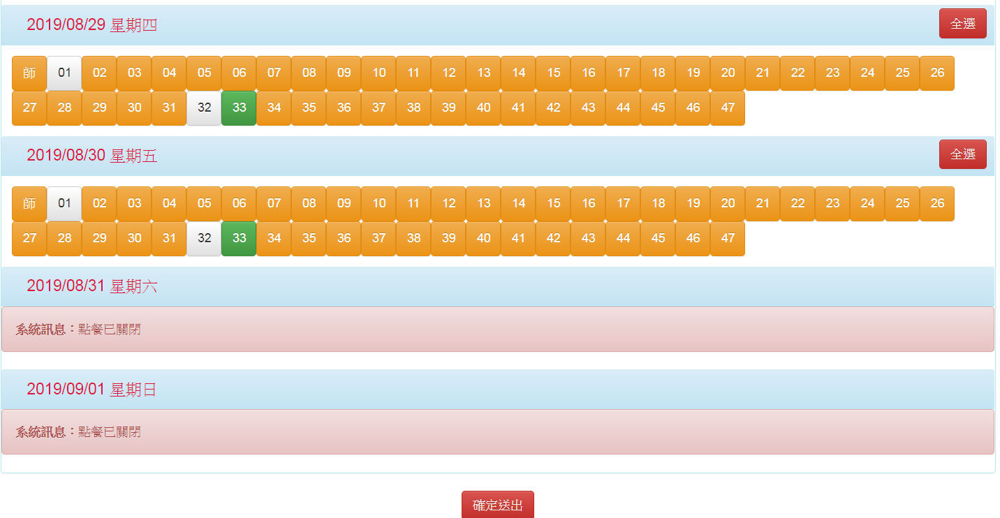 2019/08/29 星期四 全選
師 01 02 03 04 05 06 07 08 09 10 11 12 13 14 15 16 17 18 19 20 21 22 23 24 25 26
27 28 29 30 31 32 33 34 35 36 37 38 39 40 41 42 43 44 45 46 47
2019/08/30 星期五 全選
師 01 02 03 04 05 06 07 08 09 10 11 12 13 14 15 16 17 18 19 20 21 22 23 24 25 26
27 28 29 30 31 32 33 34 35 36 37 38 39 40 41 42 43 44 45 46 47
2019/08/31 星期六
系統訊息：點餐已關閉
2019/09/01 星期日
系統訊息：點餐已關閉
確定送出